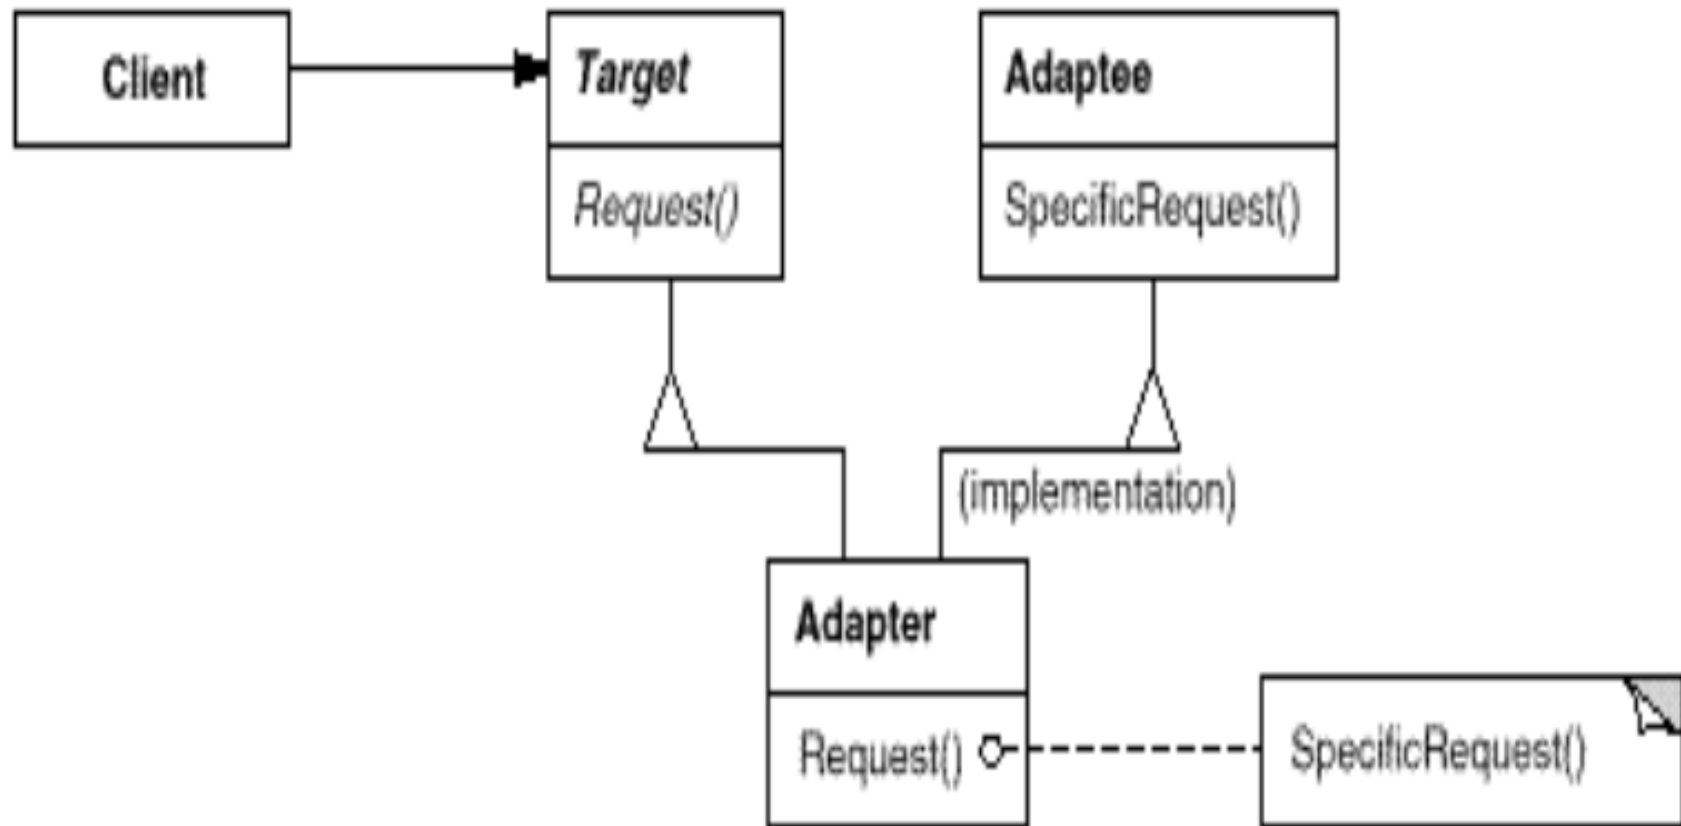 Client
Target
Request()
Adaptee
SpecificRequest()
(implementation)
Adapter
Request()
SpecificRequest()